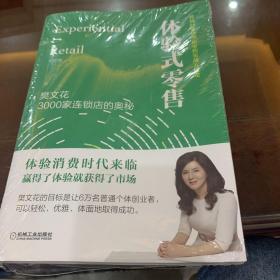 Experiential
Retail
体验式零售
樊文花
3000家连锁店的奥秘
体验消费时代来临
赢得了体验就获得了市场
樊文花的目标是让6万名普通个体创业者，
可以轻松、优雅、体面地取得成功。
机械工业出版社
CHINA MACHINE PRESS